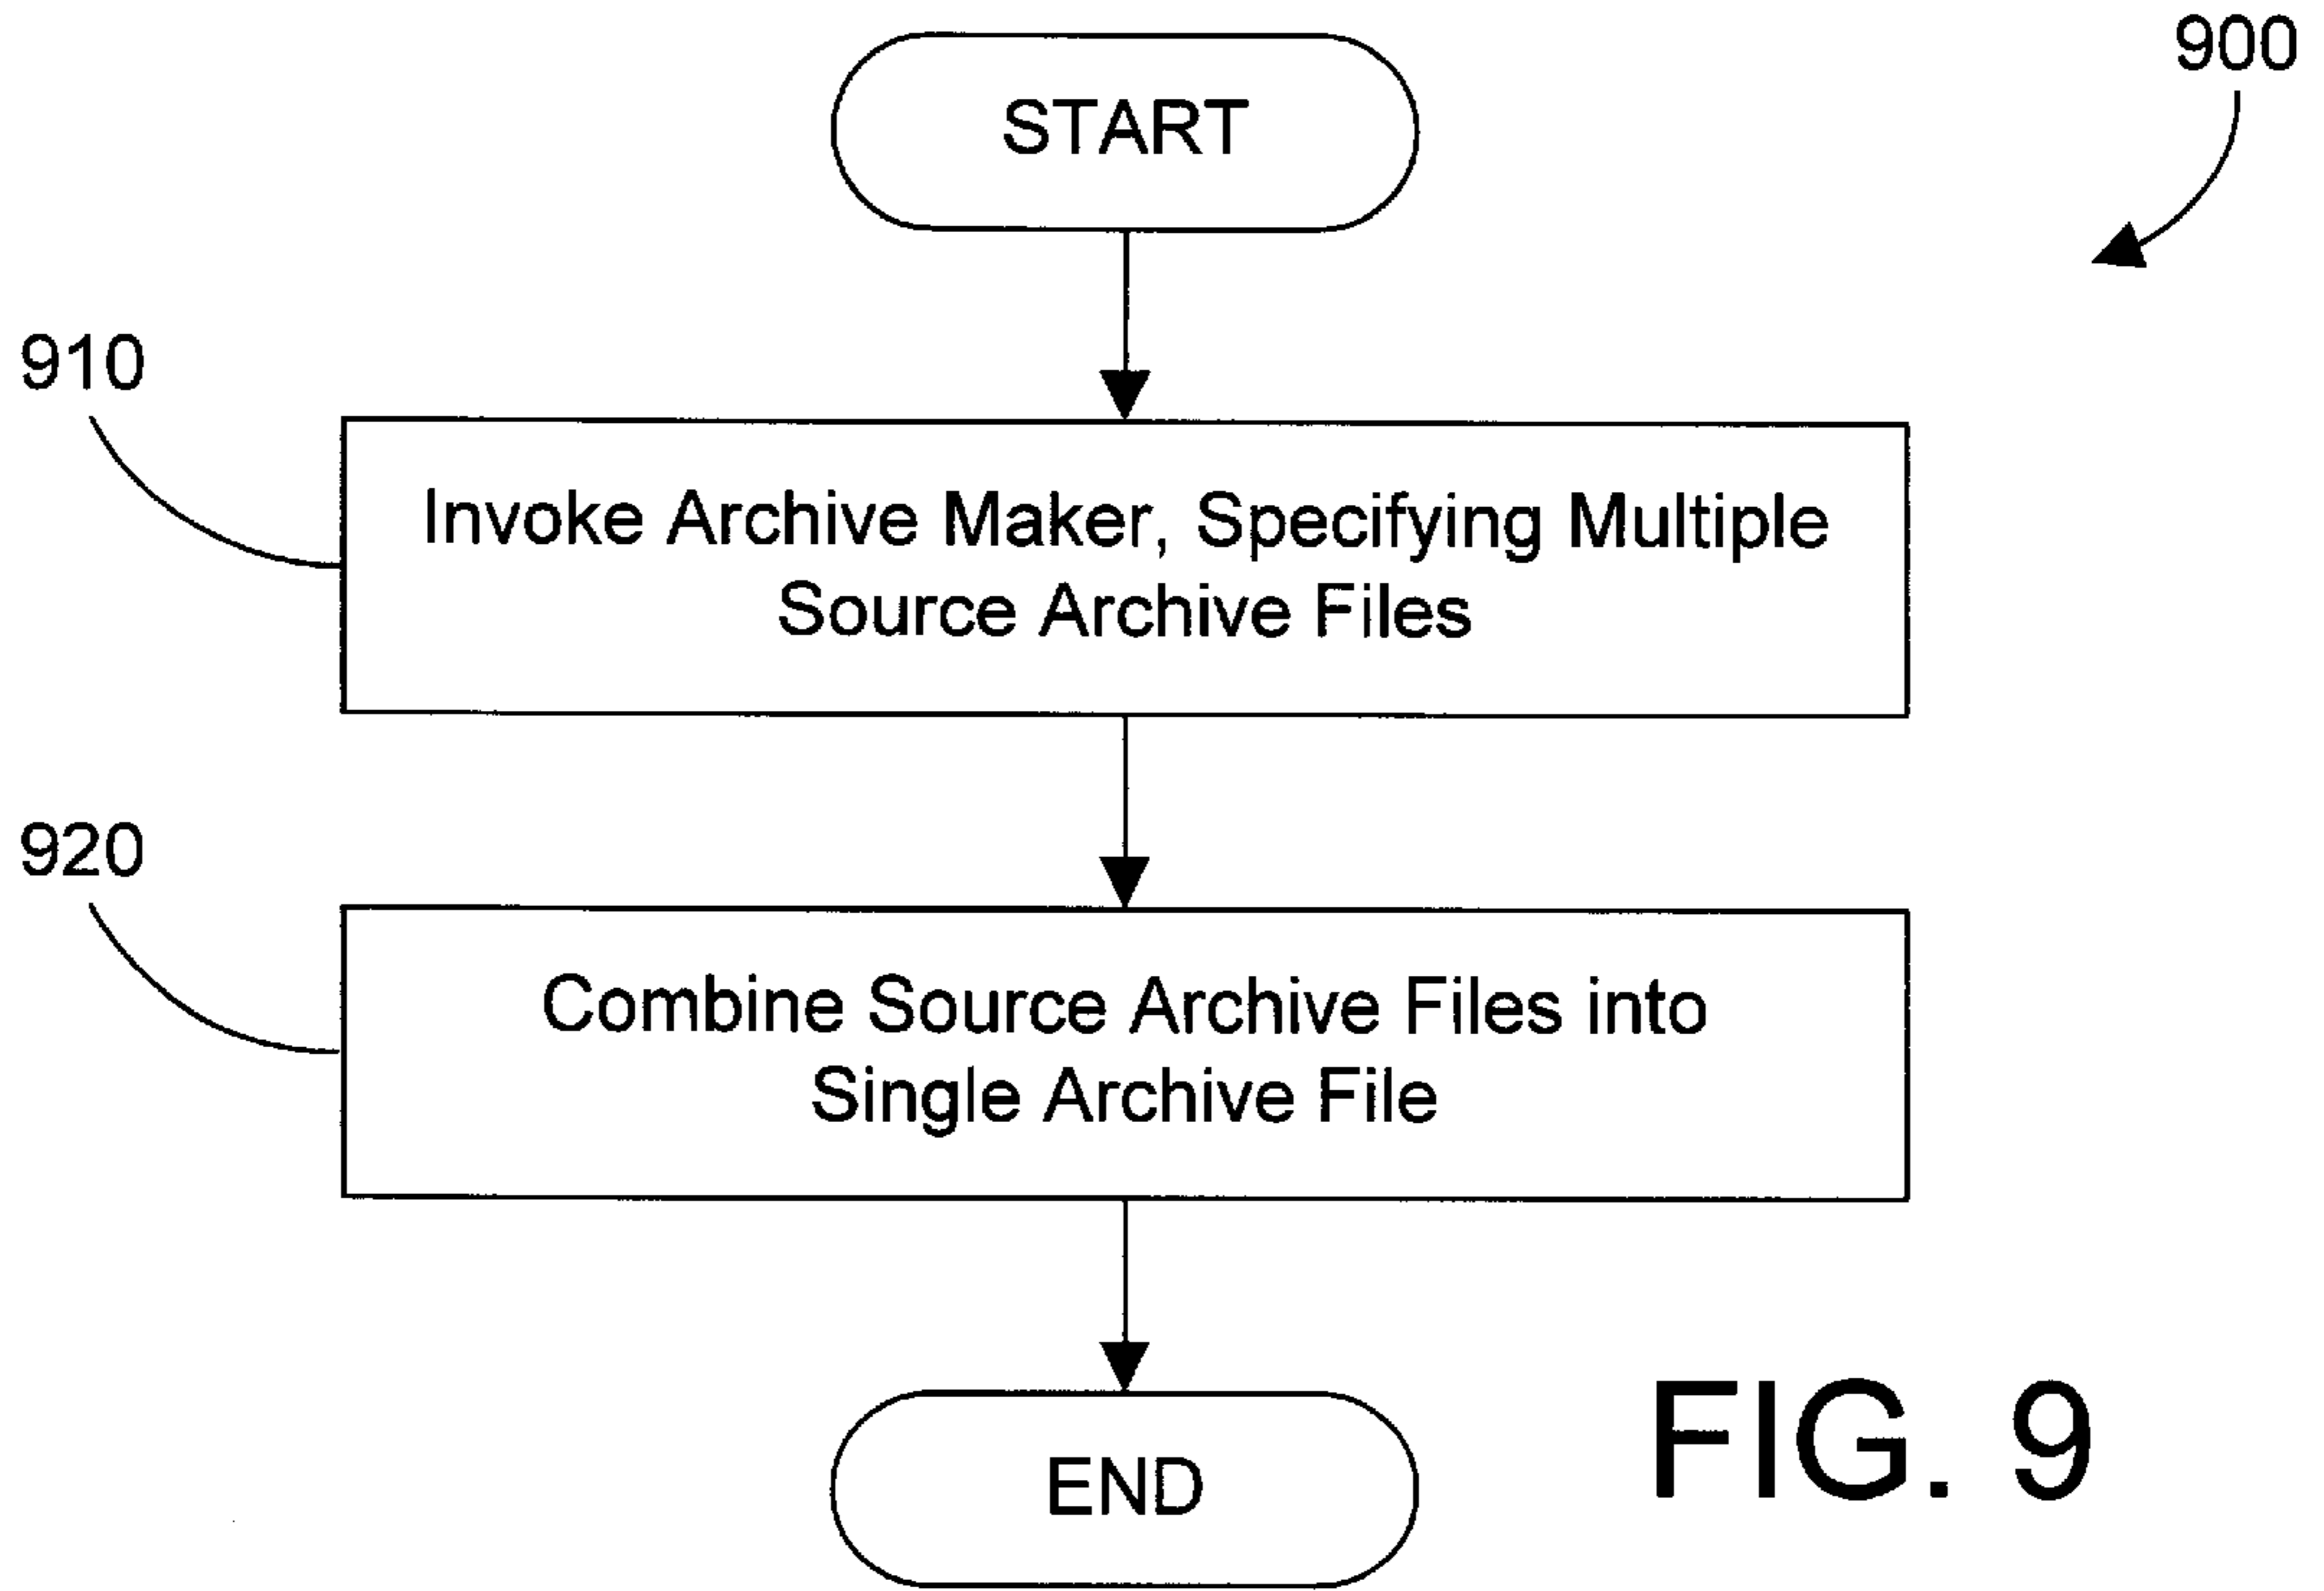 900
START
910
Invoke Archive Maker, Specifying Multiple
Source Archive Files
920
Combine Source Archive Files into
Single Archive File
END
FIG. 9